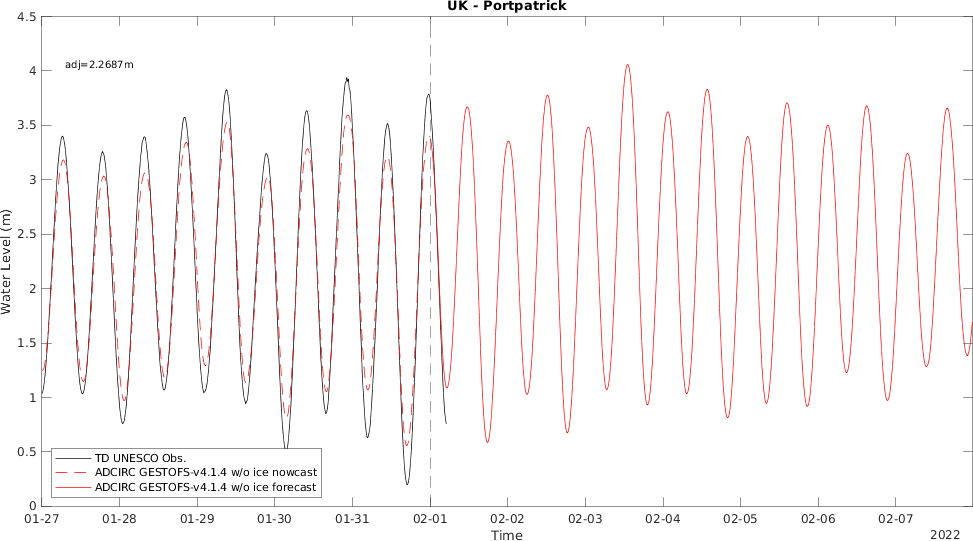 UK - Portpatrick
4.5
4
3.5
3
2.5
2
1.5
1
0.5
0
Water Level (m)
adj=2.2687m
TD UNESCO Obs.
ADCIRC GESTOFS-v4.1.4 w/o ice nowcast
ADCIRC GESTOFS-v4.1.4 w/o ice forecast
01-27 01-28 01-29 01-30 01-31 02-01 02-02 02-03 02-04 02-05 02-06 02-07
Time
2022